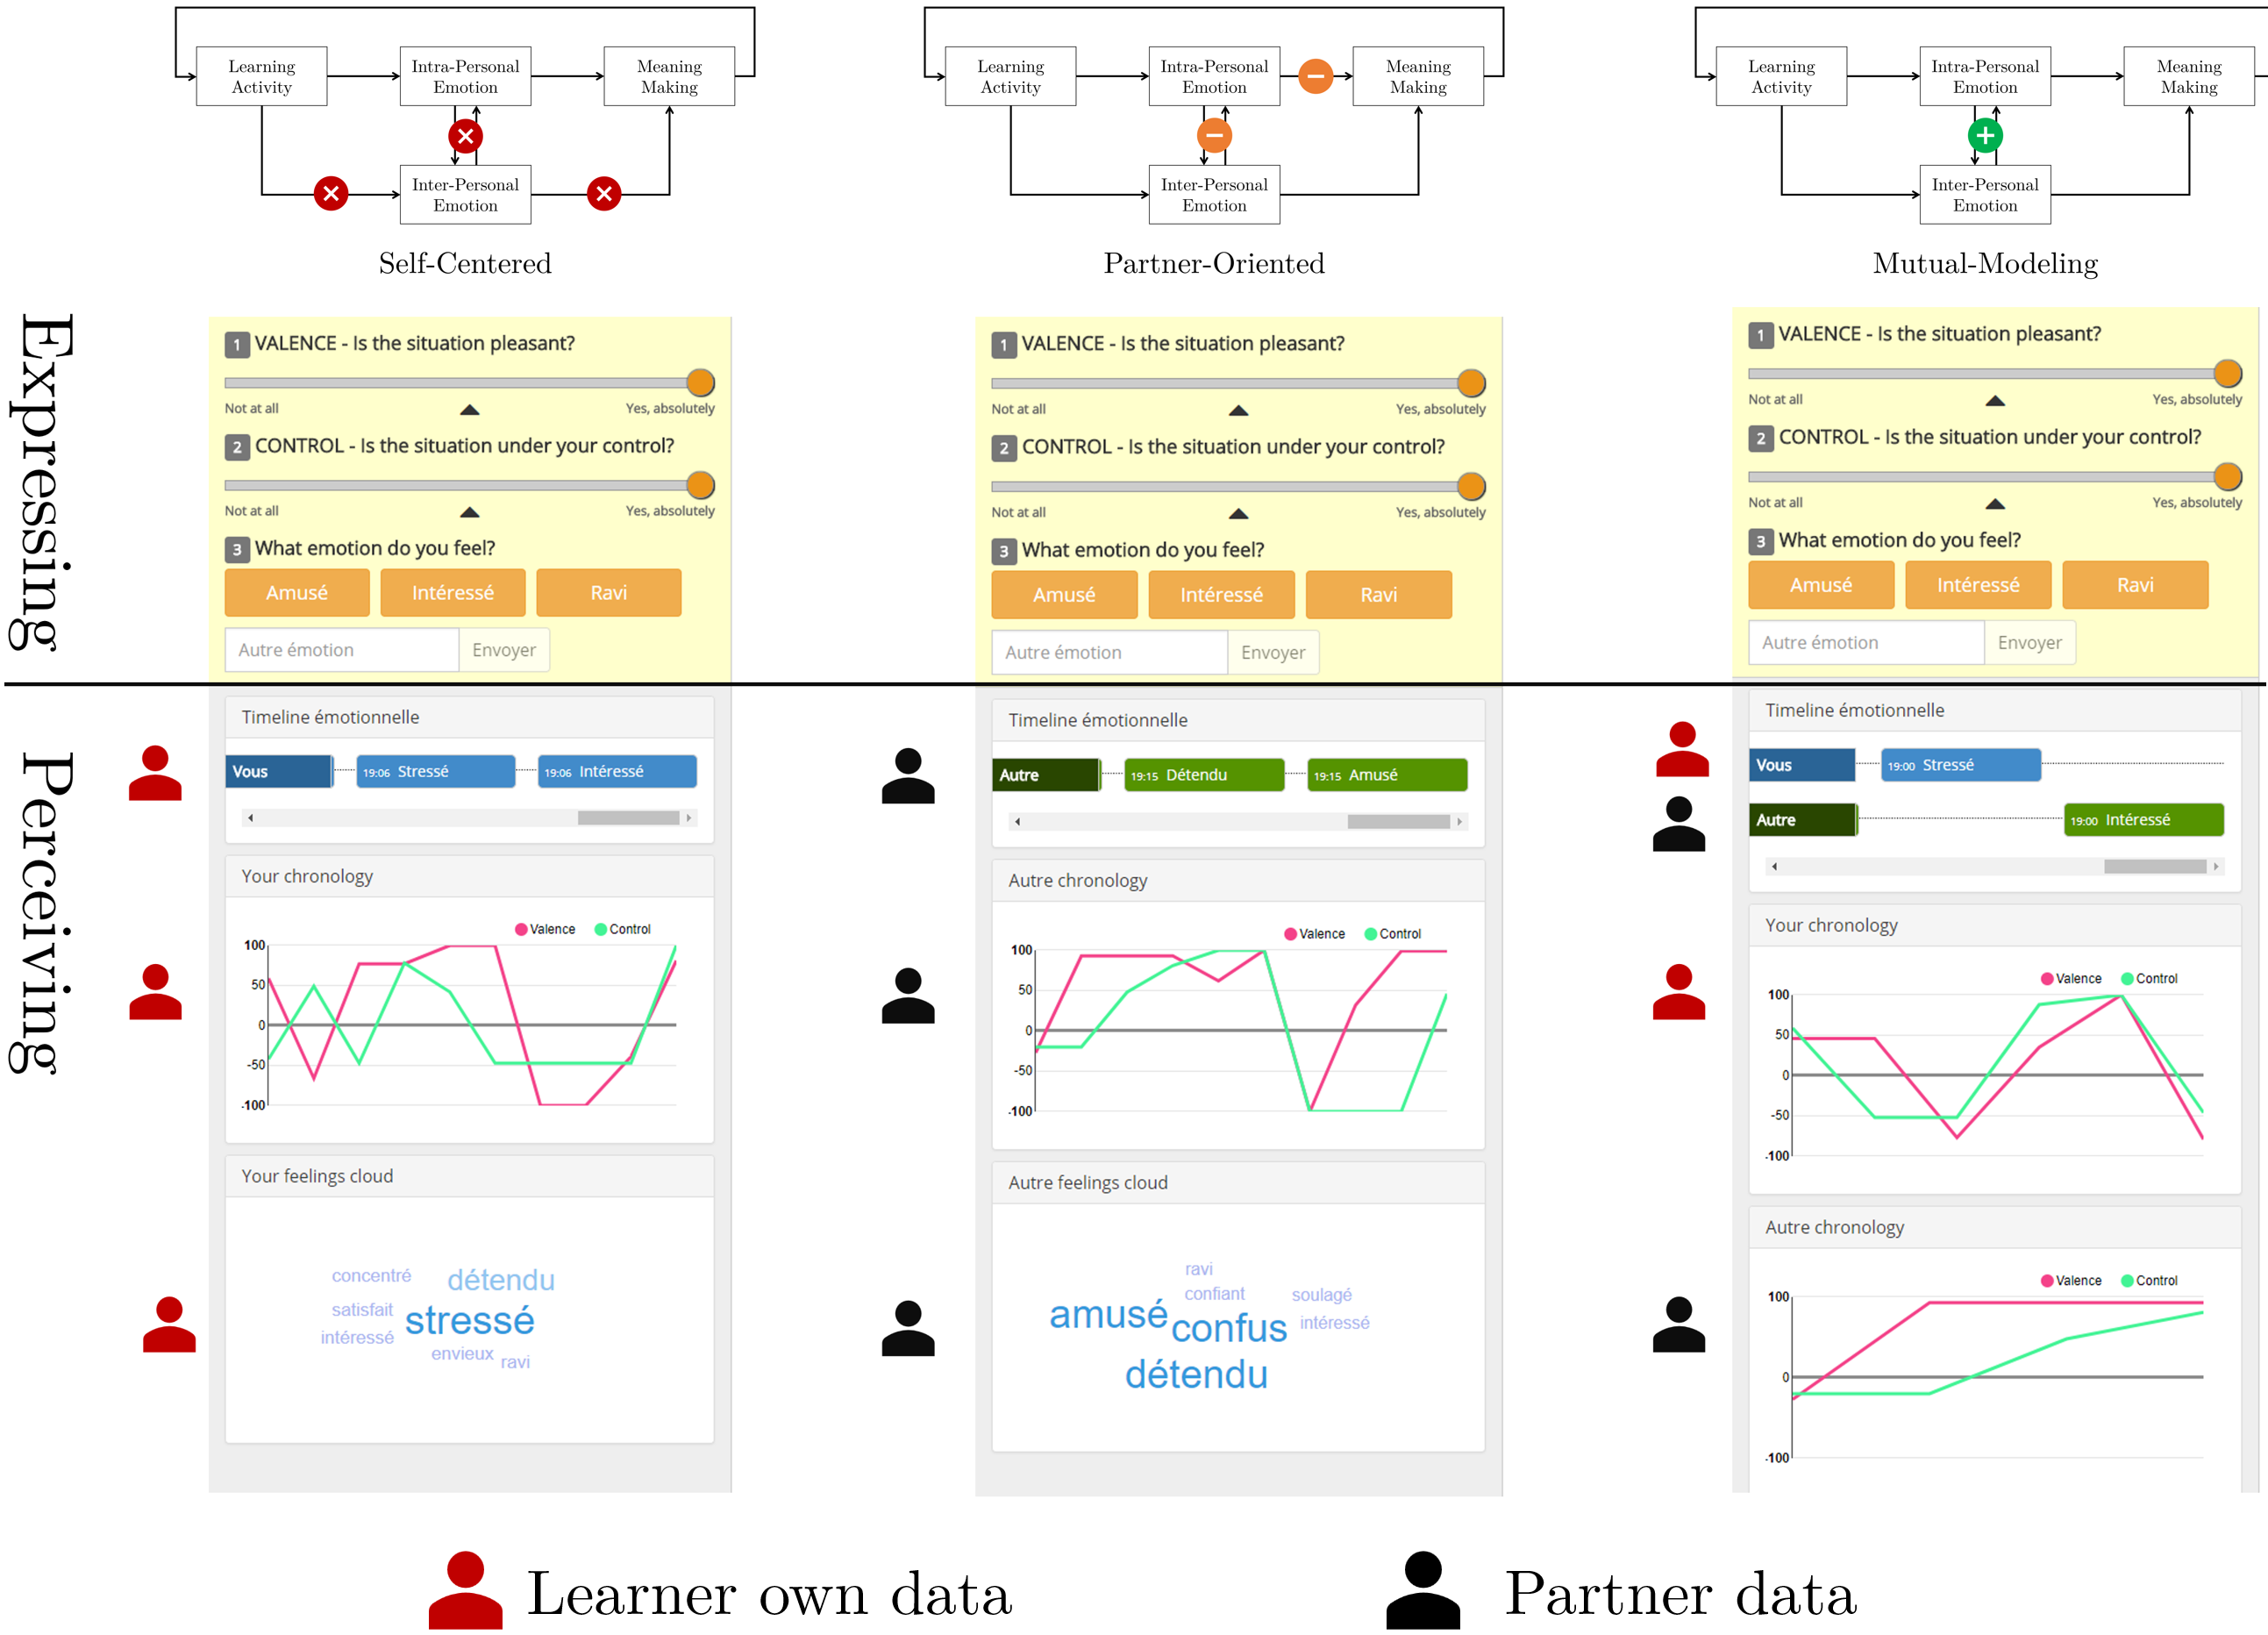 Learning
Activity
Intra-Personal
Emotion
Meaning
Making
Inter-Personal
Emotion
Self-Centered
Learning
Activity
Intra-Personal
Emotion
Meaning
Making
Inter-Personal
Emotion
Partner-Oriented
Learning
Activity
Intra-Personal
Emotion
Meaning
Making
Inter-Personal
Emotion
Mutual-Modeling
Expressing
1 VALENCE - Is the situation pleasant?
Not at all Yes, absolutely
2 CONTROL - Is the situation under your control?
Not at all Yes, absolutely
3 What emotion do you feel?
Amusé Intéressé Ravi
Autre émotion Envoyer
1 VALENCE - Is the situation pleasant?
Not at all Yes, absolutely
2 CONTROL - Is the situation under your control?
Not at all Yes, absolutely
3 What emotion do you feel?
Amusé Intéressé Ravi
Autre émotion Envoyer
1 VALENCE - Is the situation pleasant?
Not at all Yes, absolutely
2 CONTROL - Is the situation under your control?
Not at all Yes, absolutely
3 What emotion do you feel?
Amusé Intéressé Ravi
Autre émotion Envoyer
Perceiving
Timeline émotionnelle
Vous 19:06 Stressé 19:06 Intéressé
Your chronology
Valence Control
100
50
0
-50
-100
Your feelings cloud
concentré détendu
satisfait stressé
intéressé
envieux ravi
Timeline émotionnelle
Autre 19:15 Détendu 19:15 Amusé
Autre chronology
Valence Control
100
50
0
-50
-100
Autre feelings cloud
ravi
confiant soulagé
amusé confus intéressé
détendu
Timeline émotionnelle
Vous 19:00 Stressé
Autre 19:00 Intéressé
Your chronology
Valence Control
100
50
0
-50
-100
Autre chronology
Valence Control
100
0
-100
Learner own data
Partner data